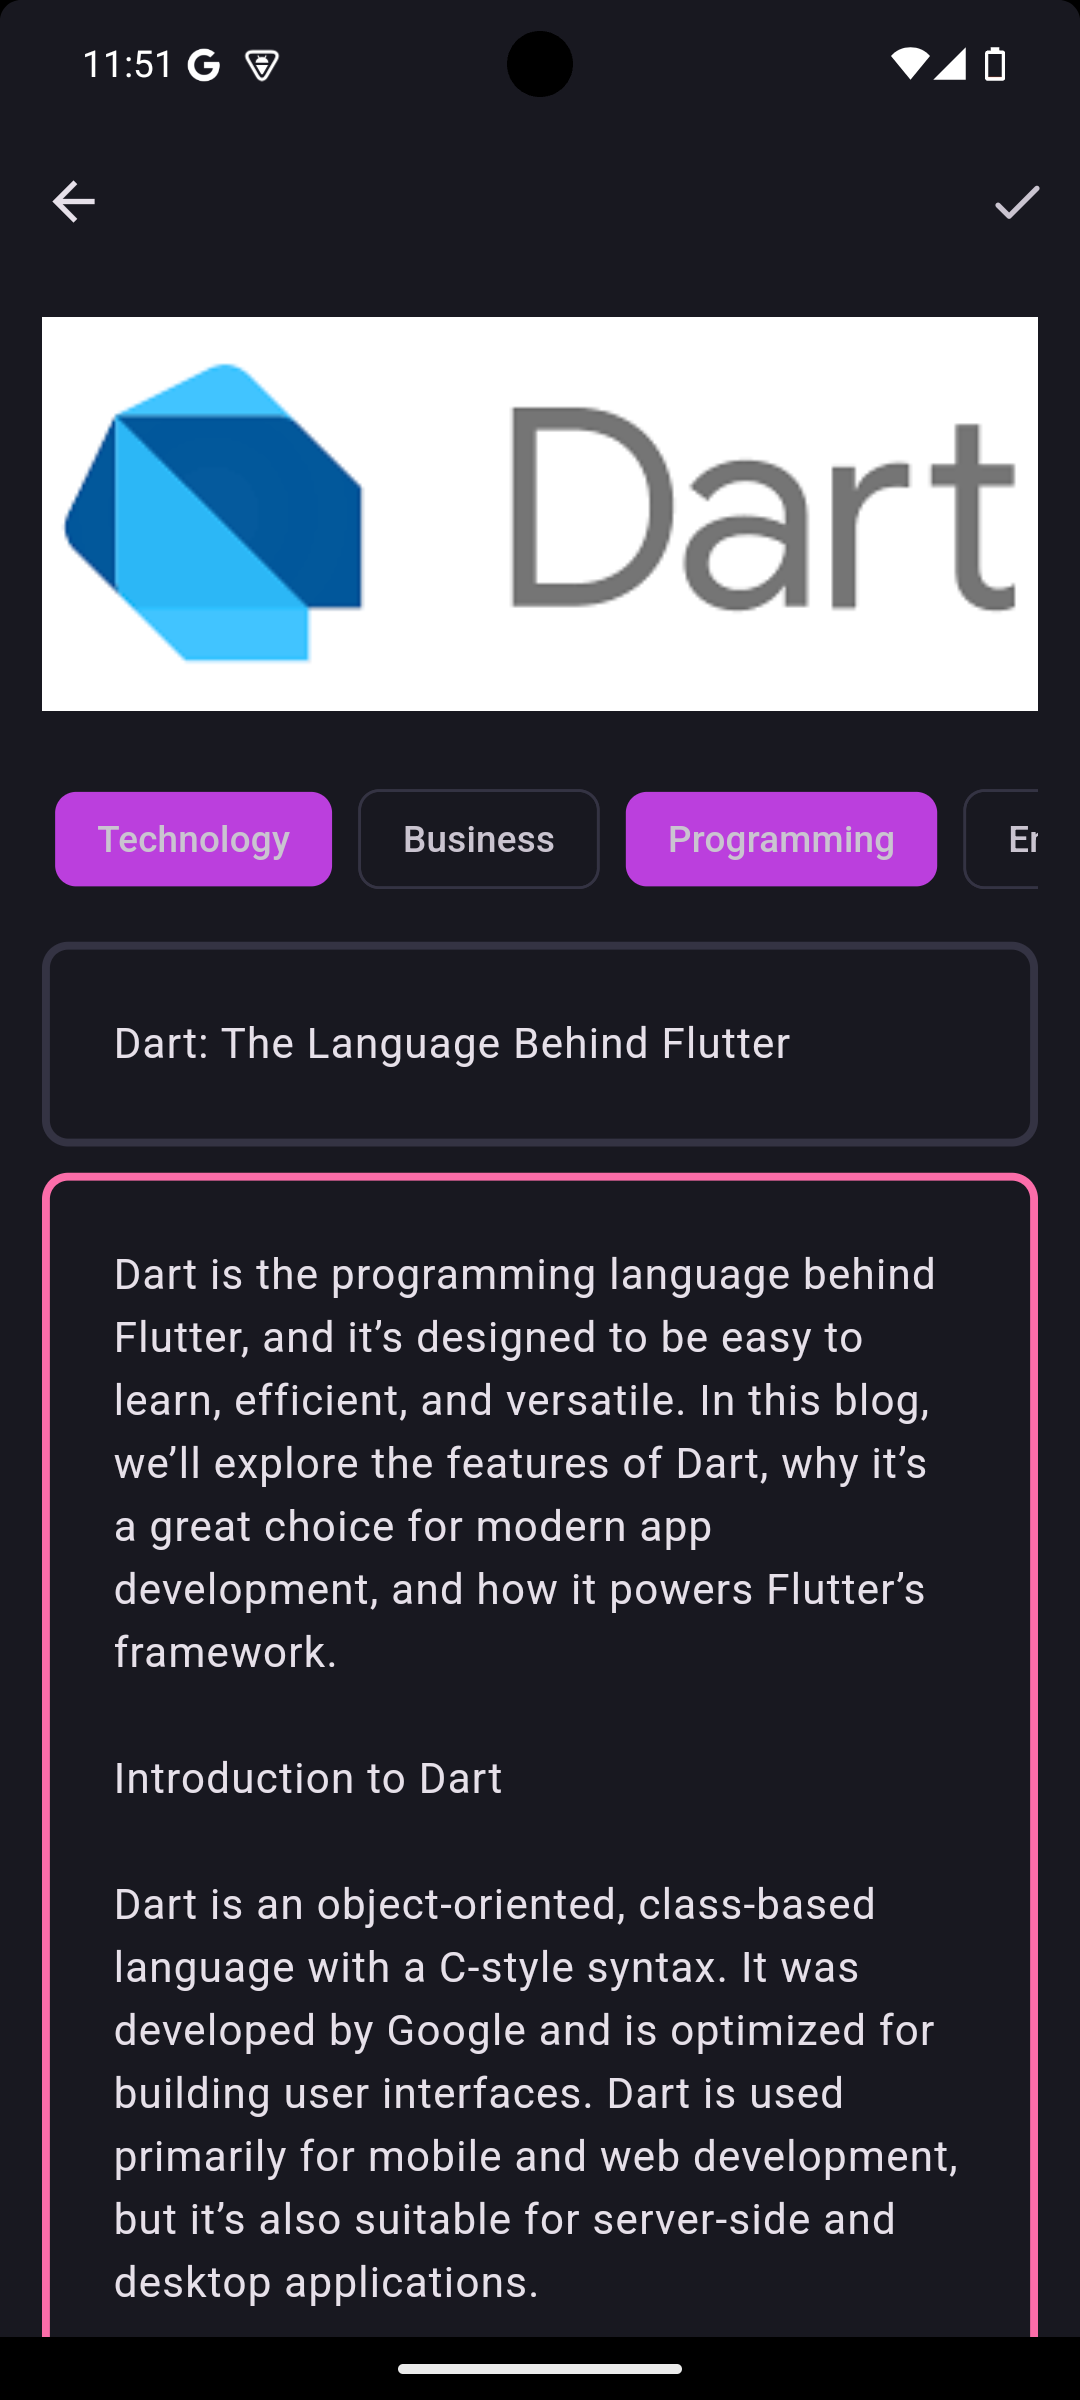 11:51
Dart
Technology Business Programming Er
Dart: The Language Behind Flutter
Dart is the programming language behind
Flutter, and it’s designed to be easy to
learn, efficient, and versatile. In this blog,
we’ll explore the features of Dart, why it’s
a great choice for modern app
development, and how it powers Flutter’s
framework.
Introduction to Dart
Dart is an object-oriented, class-based
language with a C-style syntax. It was
developed by Google and is optimized for
building user interfaces. Dart is used
primarily for mobile and web development,
but it’s also suitable for server-side and
desktop applications.